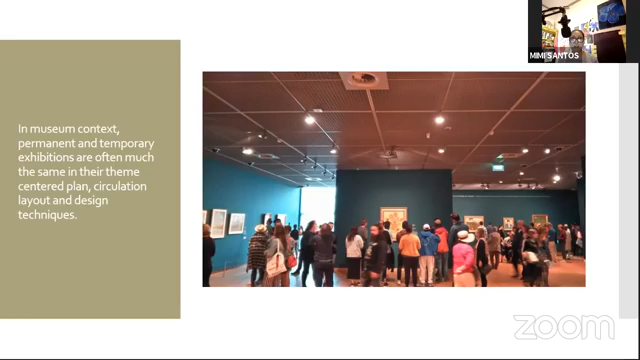 MIMI SANTOS
In museum context,
permanent and temporary
exhibitions are often much
the same in their theme
centered plan, circulation
layout and design
techniques.
zoom